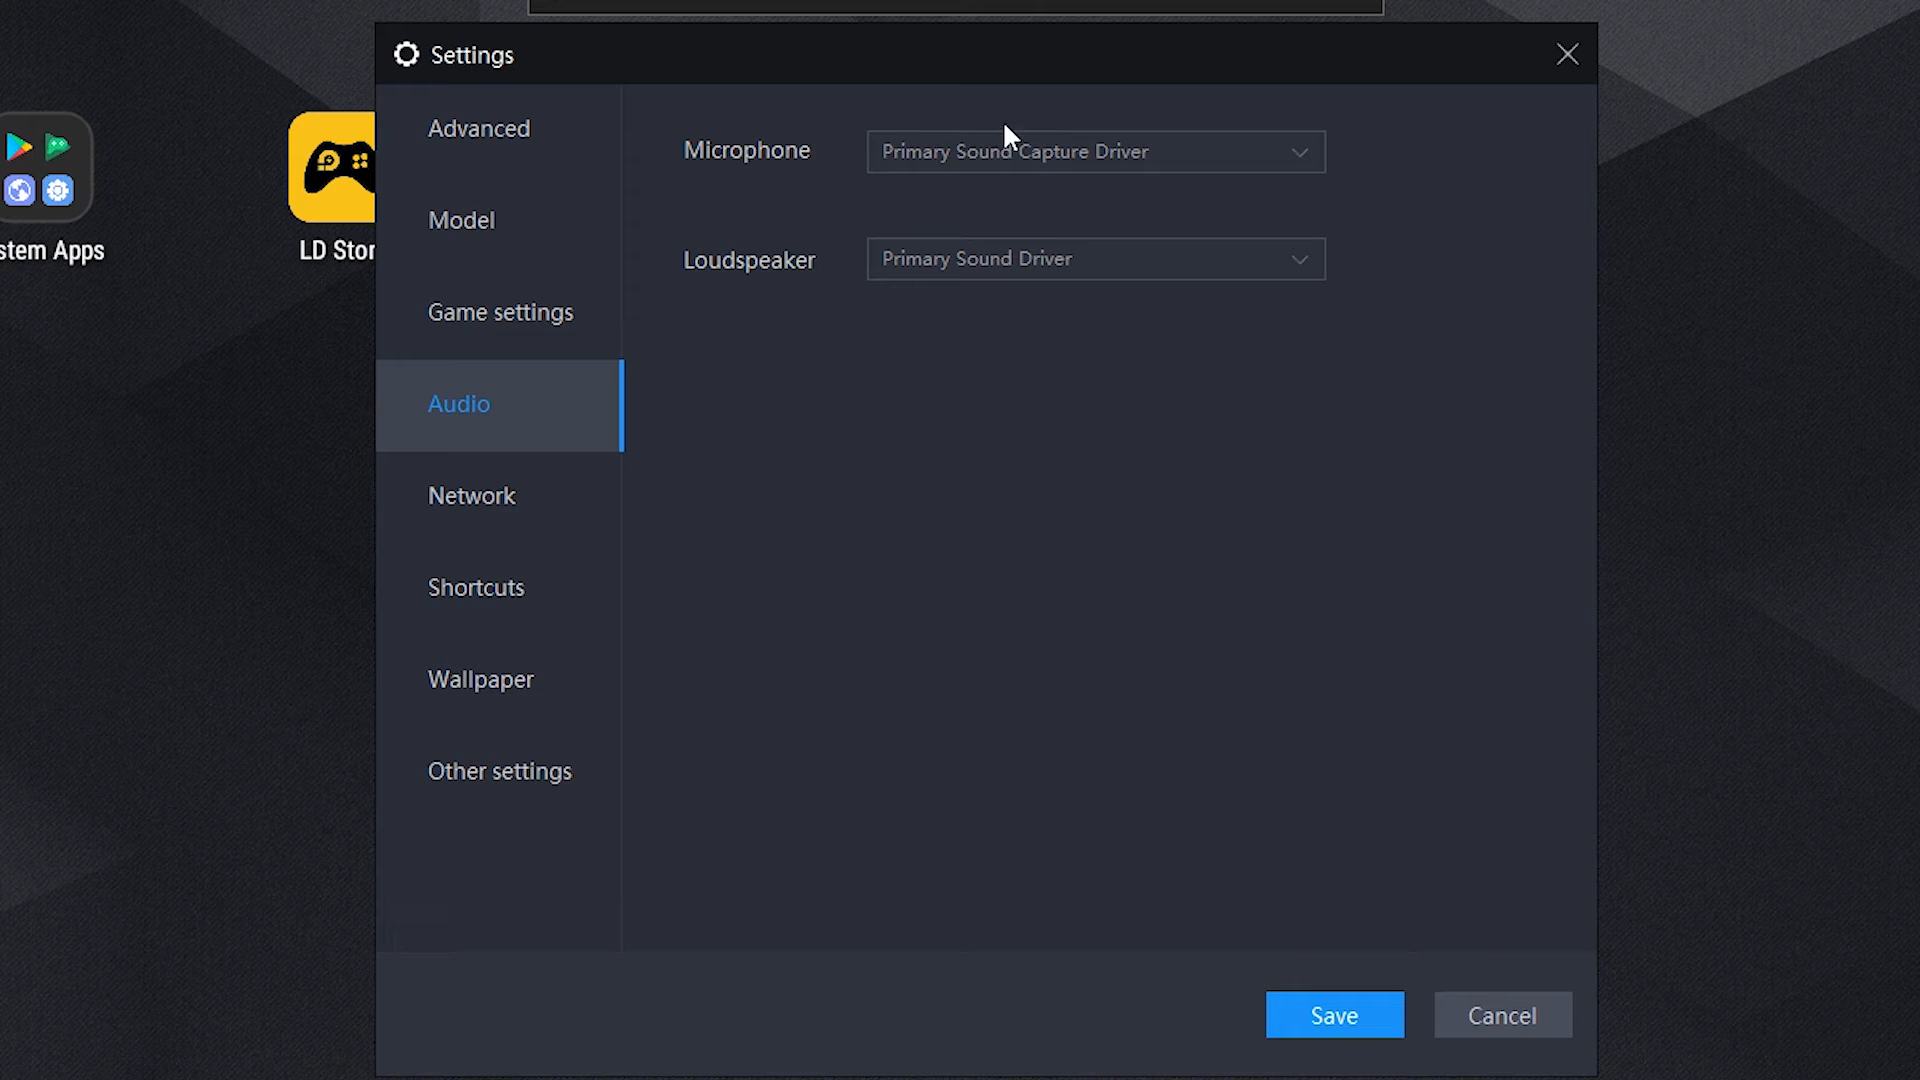 Settings
Advanced
Model
Game settings
Audio
Network
Shortcuts
Wallpaper
Other settings
Microphone
Primary Sound Capture Driver
Loudspeaker
Primary Sound Driver
Save
Cancel
stem Apps
LD Stor